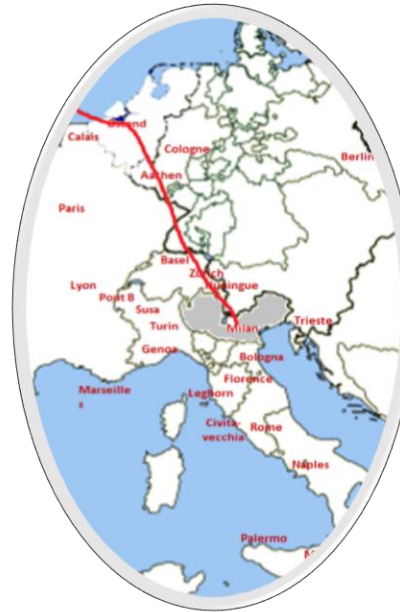 Ostend
Calais
Cologne
Berlin
Aachen
Paris
Basel
Zurich
Huningue
Lyon
Pont B
Susa
Turin
Milan
Trieste
Genoa
Bologna
Florence
Marseille
s
Leghorn
Civita-
vecchia
Rome
Naples
Palermo
M